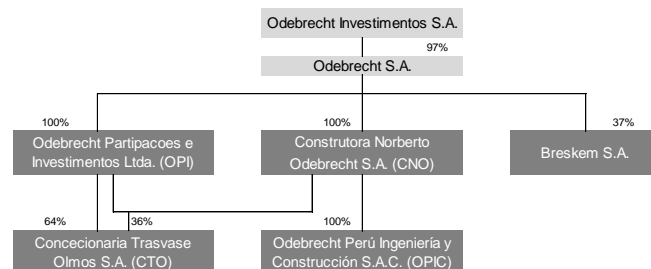 Odebrecht Investimentos S.A.
97%
Odebrecht S.A.
100%
100%
37%
Odebrecht Partipacoes e
Investimentos Ltda. (OPI)
Construtora Norberto
Odebrecht S.A. (CNO)
Breskem S.A.
64%
36%
100%
Concecionaria Trasvase
Olmos S.A. (CTO)
Odebrecht Perú Ingeniería y
Construcción S.A.C. (OPIC)